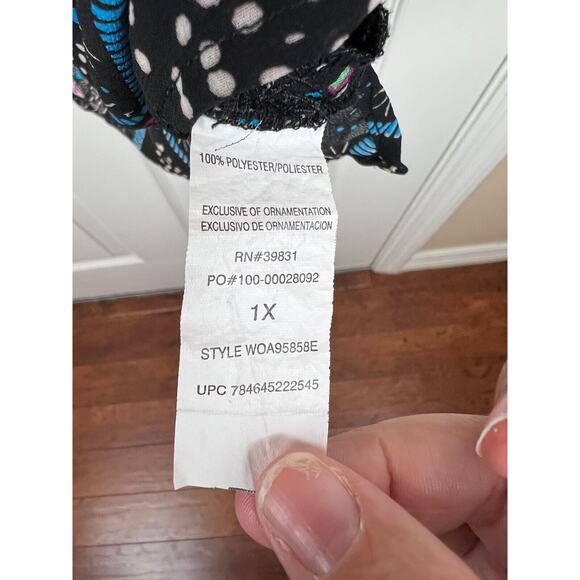 100% POLYESTER/POLIESTER
EXCLUSIVE OF ORNAMENTATION
EXCLUSIVO DE ORNAMENTACION
RN#39831
PO#100-00028092
1X
STYLE WOA95858E
UPC 784645222545